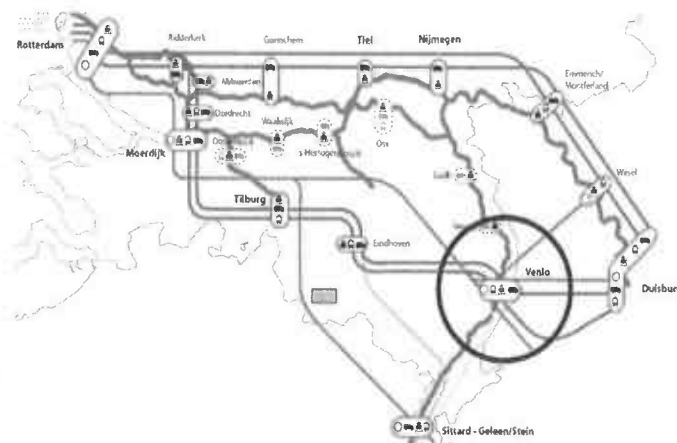 Rotterdam
Ridderkerk
Gorinchem
Tiel
Nijmegen
Alblasserdam
Emmerich/
Montferland
Dordrecht
Waalwijk
Moerdijk
's-Hertogenbosch
Oss
Wesel
Tilburg
Eindhoven
Venlo
Duisbur
Sittard - Geleen/Stein